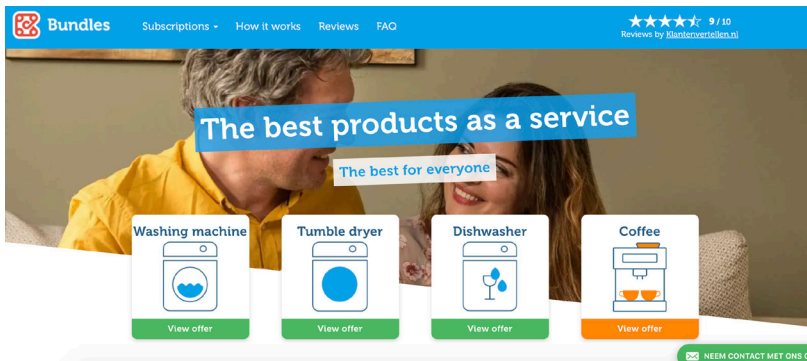 Bundles
Subscriptions
How it works
Reviews
FAQ
9 / 10
Reviews by Klantenvertellen.nl
The best products as a service
The best for everyone
Washing machine
Tumble dryer
Dishwasher
Coffee
View offer
View offer
View offer
View offer
NEEM CONTACT MET ONS